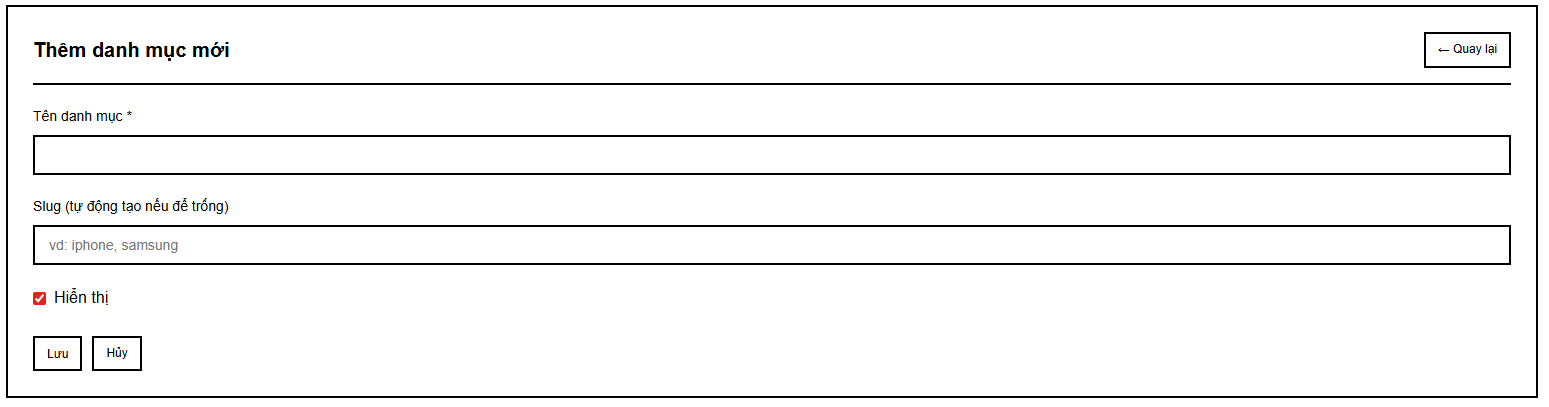 Thêm danh mục mới
← Quay lại
Tên danh mục *
Slug (tự động tạo nếu để trống)
vd: iphone, samsung
Hiển thị
Lưu
Hủy